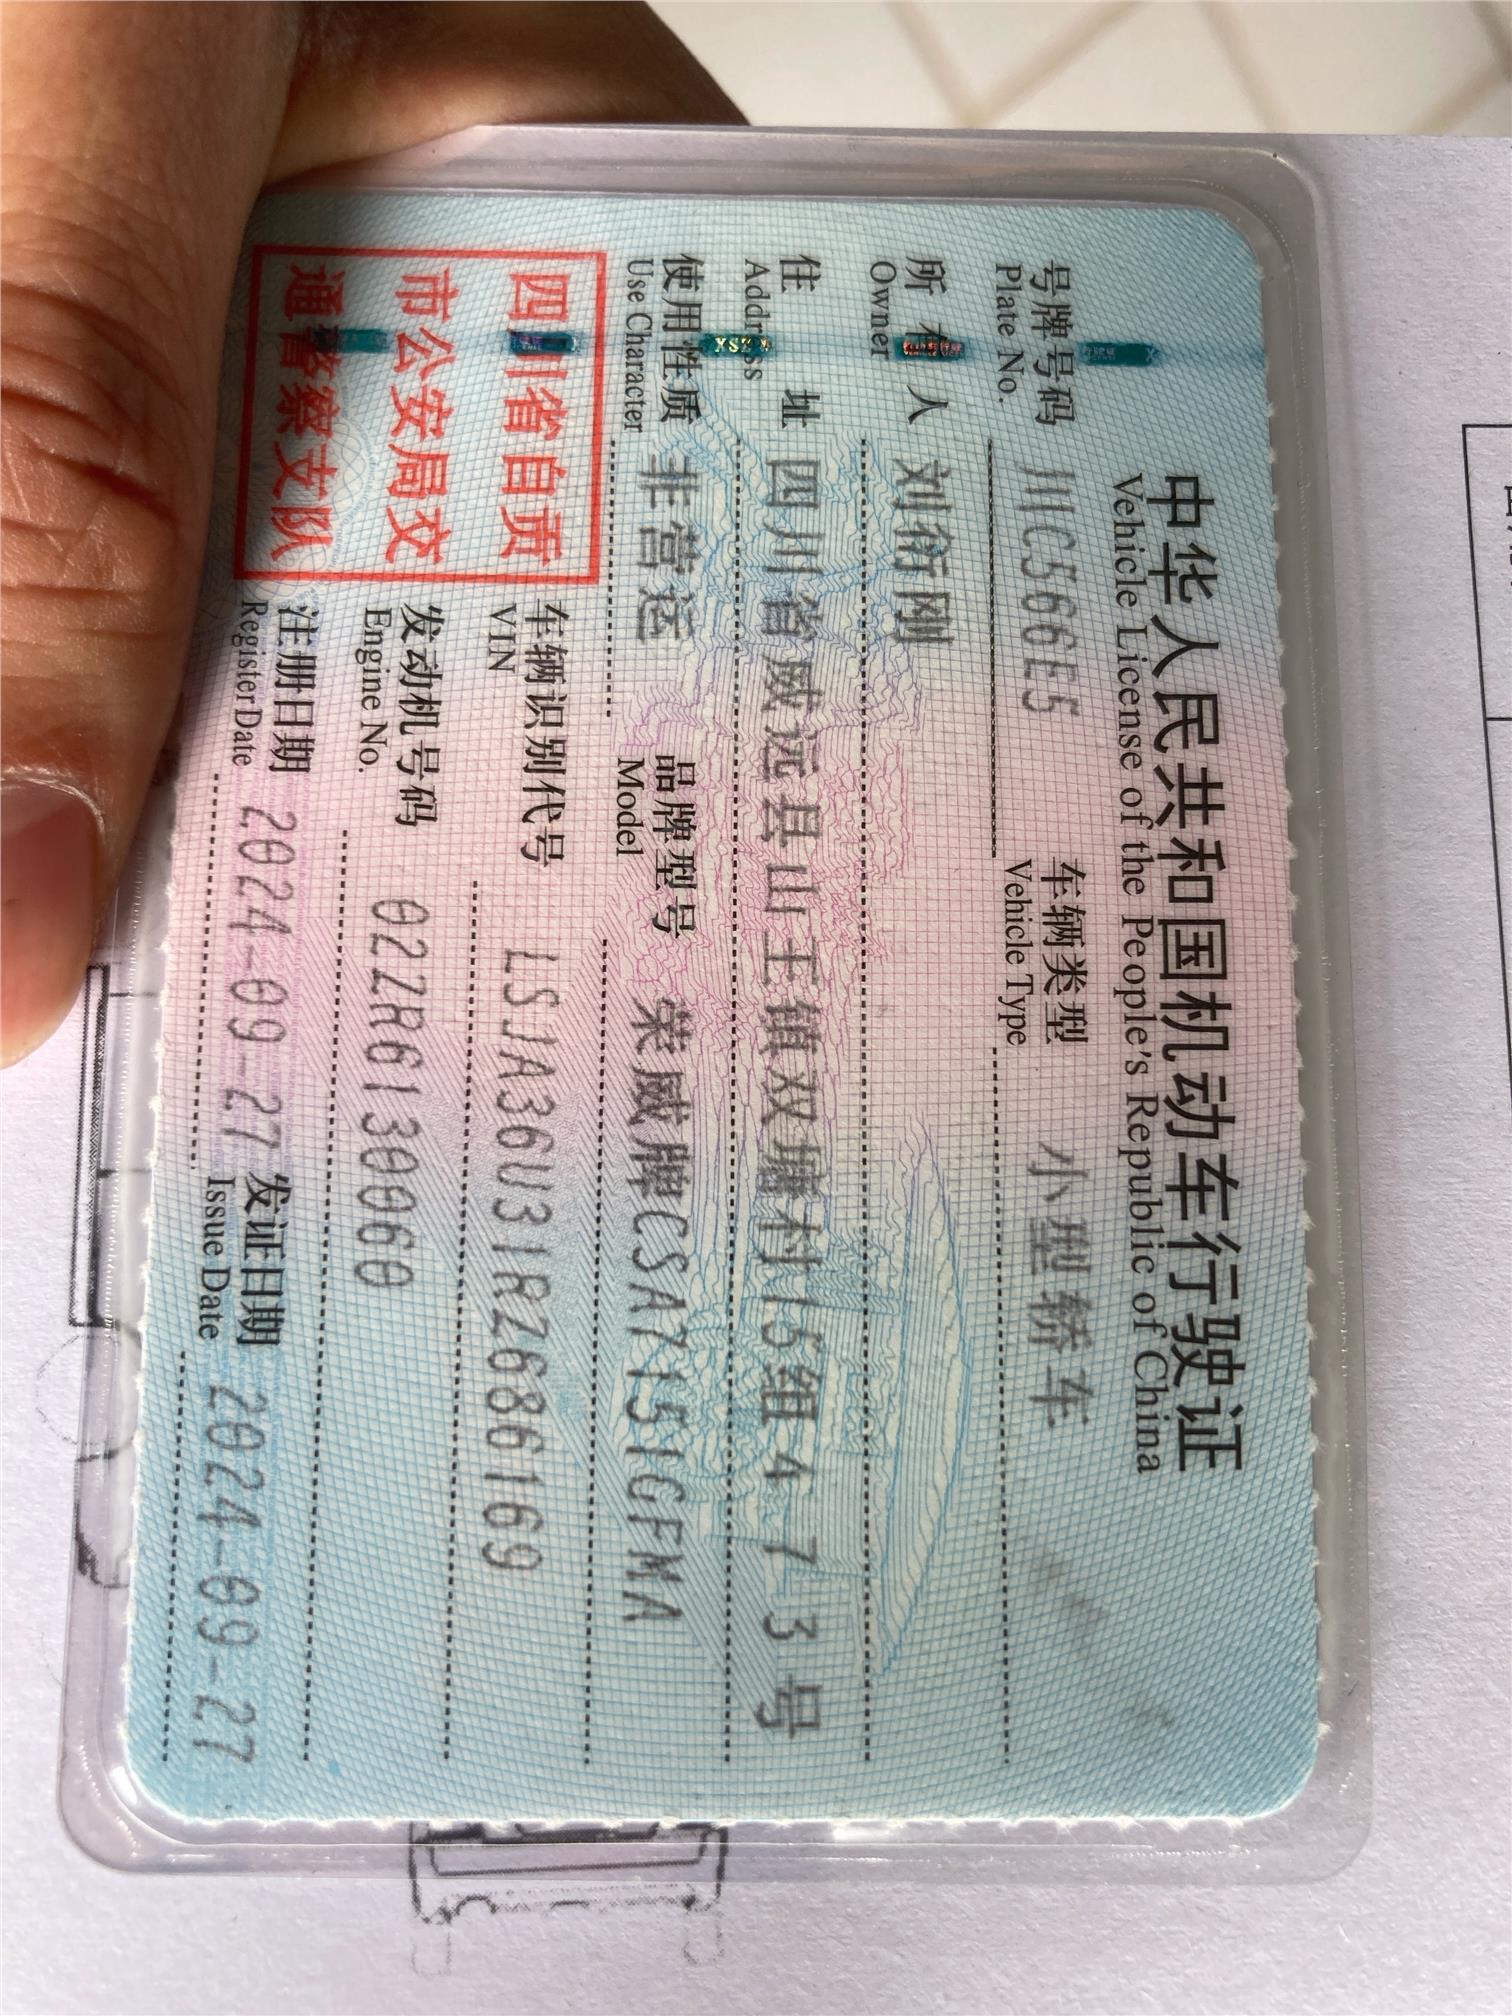 中华人民共和国机动车行驶证
Vehicle License of the People's Republic of China
号牌号码 川C566E5 车辆类型 小型轿车
Plate No. Vehicle Type
所有人 刘衍刚
Owner
住址 四川省威远县山王镇双塘村15组473号
Address
使用性质 非营运 品牌型号 荣威牌CSA7151GFMA
Use Character Model
四川省自贡
市公安局交
通警察支队
车辆识别代号 LSJA36U31RZ686169
VIN
发动机号码 02ZR6130060
Engine No.
注册日期 2024-09-27 发证日期 2024-09-27
Register Date Issue Date